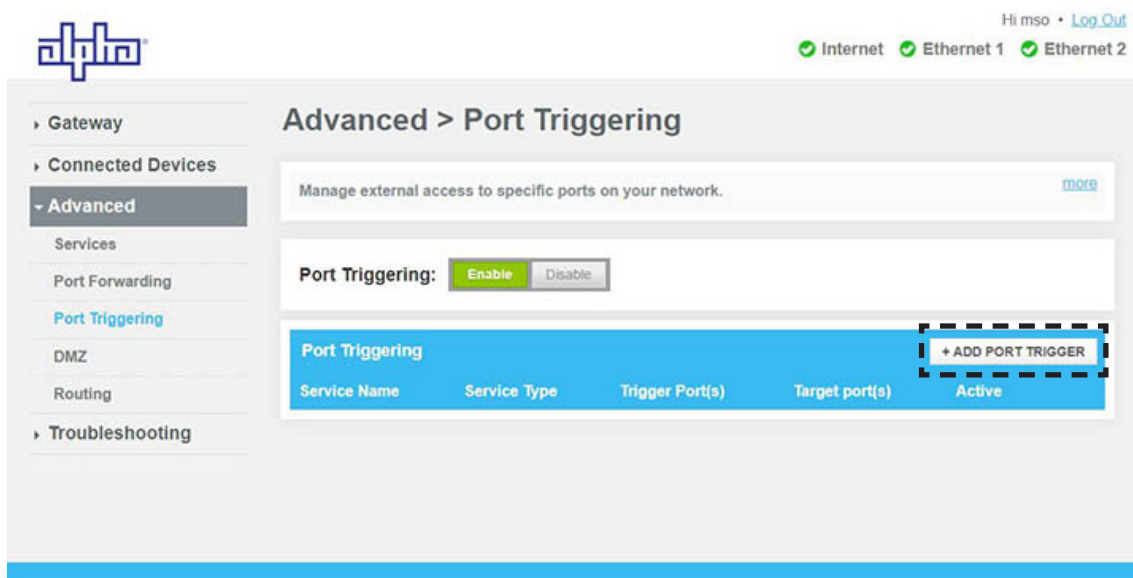 Hi mso • Log Out
alpha
Internet Ethernet 1 Ethernet 2
Gateway
Connected Devices
Advanced
Services
Port Forwarding
Port Triggering
DMZ
Routing
Troubleshooting
Advanced > Port Triggering
Manage external access to specific ports on your network. more
Port Triggering: Enable Disable
Port Triggering + ADD PORT TRIGGER
Service Name Service Type Trigger Port(s) Target port(s) Active